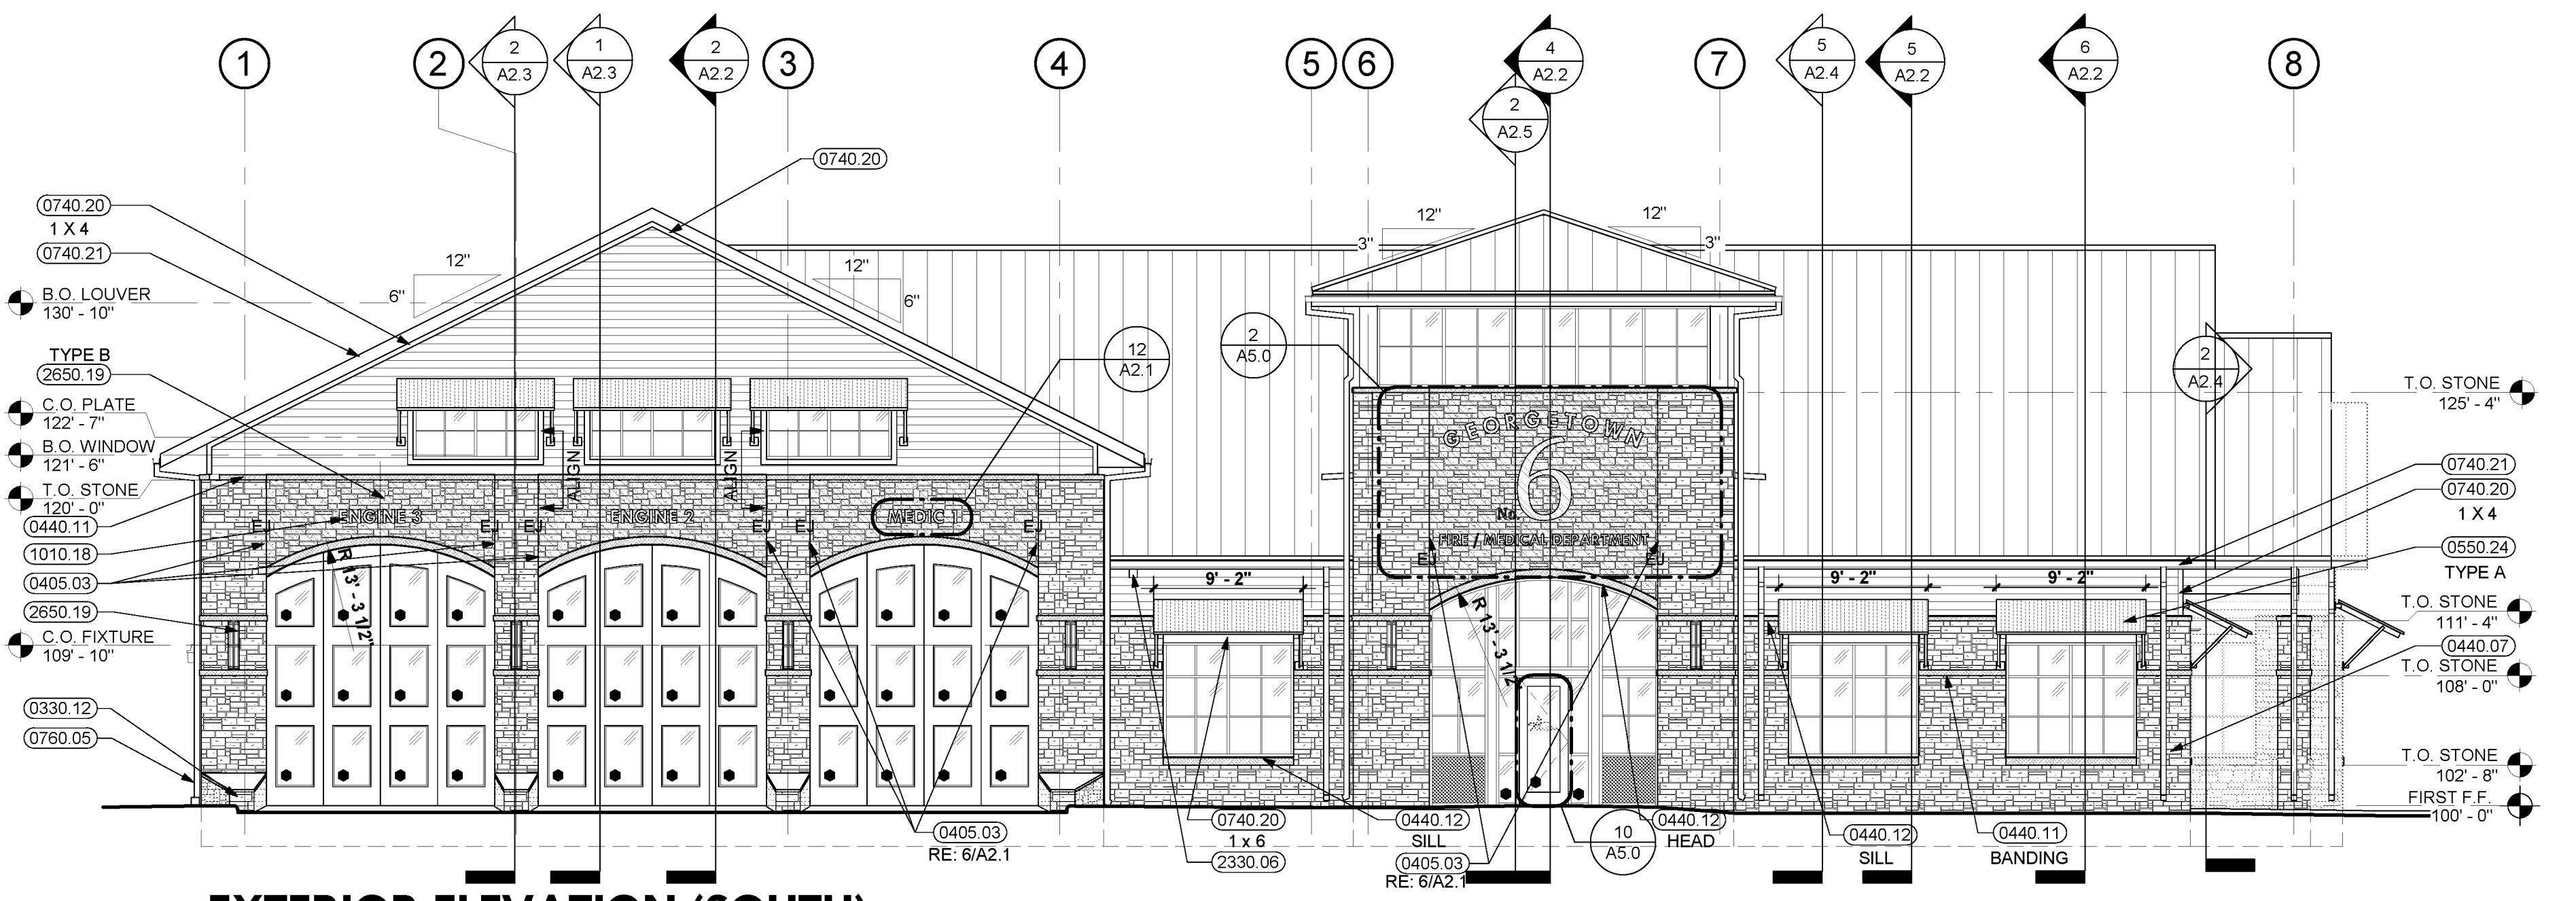 1
2
2
A2.3
1
A2.3
2
A2.2
3
4
5
6
4
A2.2
2
A2.5
7
5
A2.4
5
A2.2
6
A2.2
8
0740.20
0740.20
1 X 4
0740.21
12"
6"
12"
6"
12"
3"
12"
3"
B.O. LOUVER
130' - 10"
TYPE B
2650.19
C.O. PLATE
122' - 7"
B.O. WINDOW
121' - 6"
T.O. STONE
120' - 0"
0440.11
1010.18
0405.03
2650.19
C.O. FIXTURE
109' - 10"
0330.12
0760.05
12
A2.1
2
A5.0
2
A2.4
ALIGN
ALIGN
EJ
ENGINE 3
EJ
EJ
ENGINE 2
EJ
EJ
MEDIC 1
EJ
R 13' - 3 1/2"
GEORGETOWN
No. 6
FIRE / MEDICAL DEPARTMENT
EJ
EJ
R 13' - 3 1/2"
9' - 2"
9' - 2"
9' - 2"
T.O. STONE
125' - 4"
0740.21
0740.20
1 X 4
0550.24
TYPE A
T.O. STONE
111' - 4"
0440.07
T.O. STONE
108' - 0"
T.O. STONE
102' - 8"
FIRST F.F.
100' - 0"
0405.03
RE: 6/A2.1
0740.20
1 x 6
2330.06
0440.12
SILL
0405.03
RE: 6/A2.1
10
A5.0
0440.12
HEAD
0440.12
SILL
0440.11
BANDING
EXTERIOR ELEVATION (SOUTH)